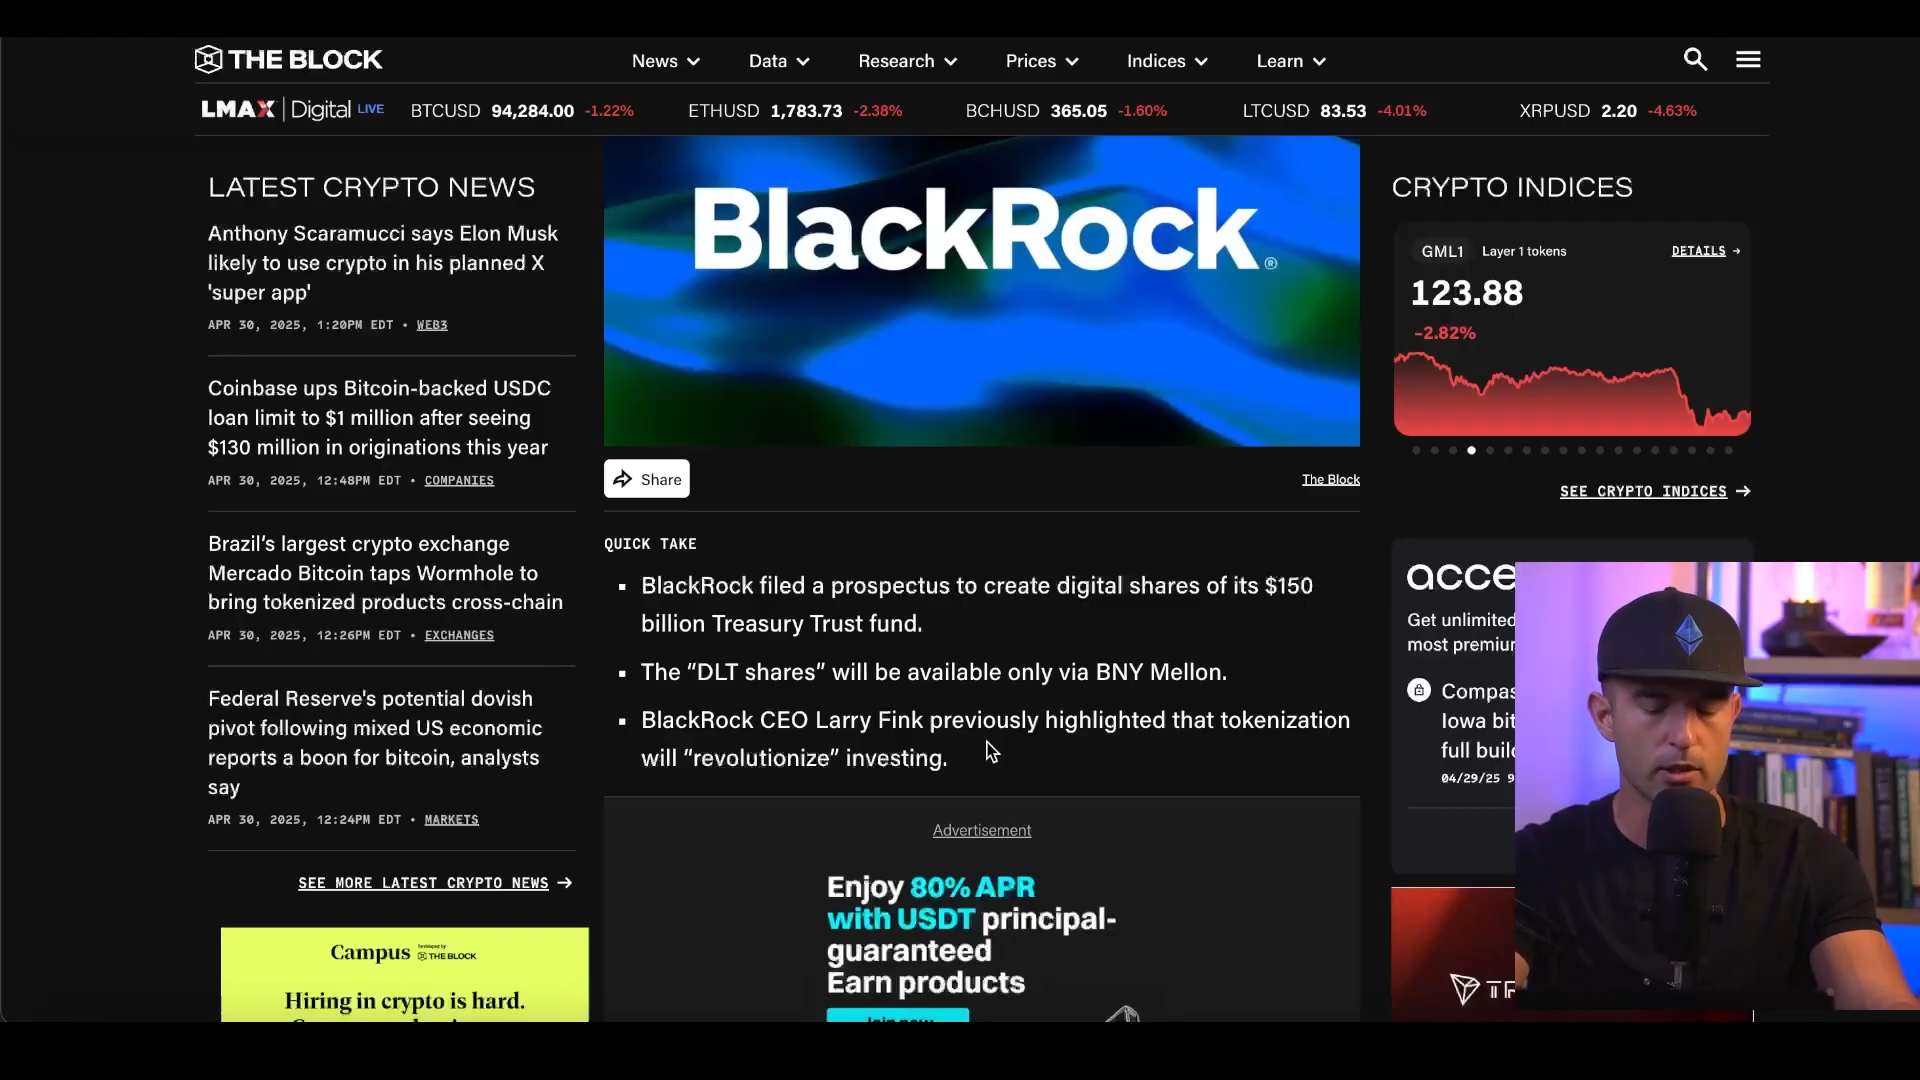 THE BLOCK
News
Data
Research
Prices
Indices
Learn
LMAX Digital LIVE
BTCUSD 94,284.00 -1.22%
ETHUSD 1,783.73 -2.38%
BCHUSD 365.05 -1.60%
LTCUSD 83.53 -4.01%
XRPUSD 2.20 -4.63%
LATEST CRYPTO NEWS
Anthony Scaramucci says Elon Musk
likely to use crypto in his planned X
'super app'
APR 30, 2025, 1:20PM EDT • WEB3
Coinbase ups Bitcoin-backed USDC
loan limit to $1 million after seeing
$130 million in originations this year
APR 30, 2025, 12:48PM EDT • COMPANIES
Brazil’s largest crypto exchange
Mercado Bitcoin taps Wormhole to
bring tokenized products cross-chain
APR 30, 2025, 12:26PM EDT • EXCHANGES
Federal Reserve's potential dovish
pivot following mixed US economic
reports a boon for bitcoin, analysts
say
APR 30, 2025, 12:24PM EDT • MARKETS
SEE MORE LATEST CRYPTO NEWS →
Campus Developed by THE BLOCK
Hiring in crypto is hard.
BlackRock®
Share
The Block
QUICK TAKE
▪ BlackRock filed a prospectus to create digital shares of its $150
billion Treasury Trust fund.
▪ The “DLT shares” will be available only via BNY Mellon.
▪ BlackRock CEO Larry Fink previously highlighted that tokenization
will “revolutionize” investing.
Advertisement
Enjoy 80% APR
with USDT principal-
guaranteed
Earn products
Join now
CRYPTO INDICES
GML1 Layer 1 tokens DETAILS →
123.88
-2.82%
SEE CRYPTO INDICES →
acce
Get unlimited
most premiu
Compas
Iowa bit
full buil
04/29/25 9
TR